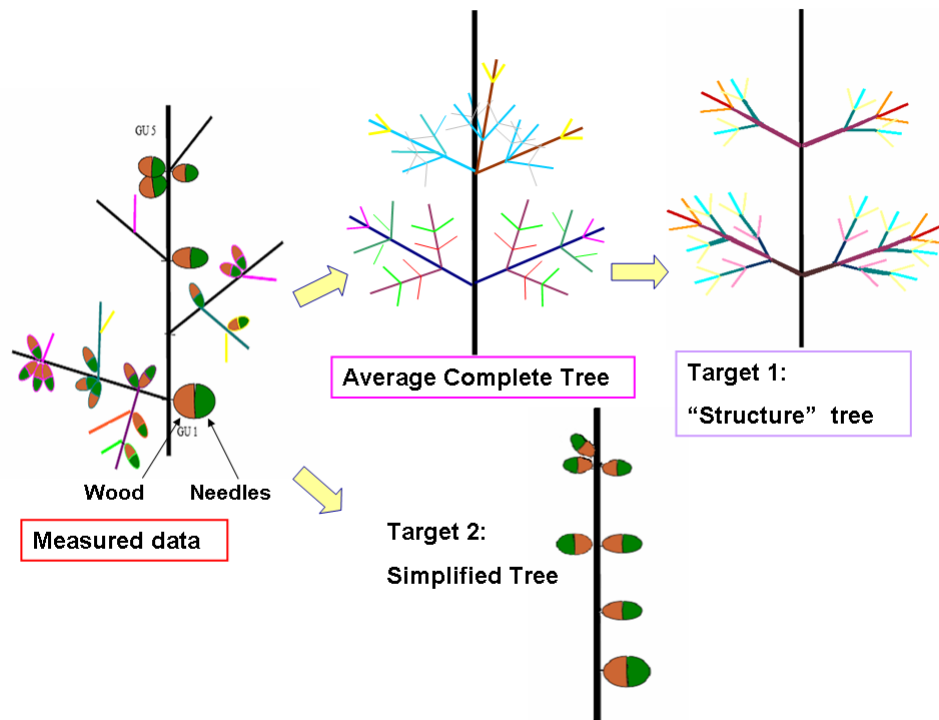 GU 5
GU 1
Wood
Needles
Measured data
Average Complete Tree
Target 1:
“Structure” tree
Target 2:
Simplified Tree